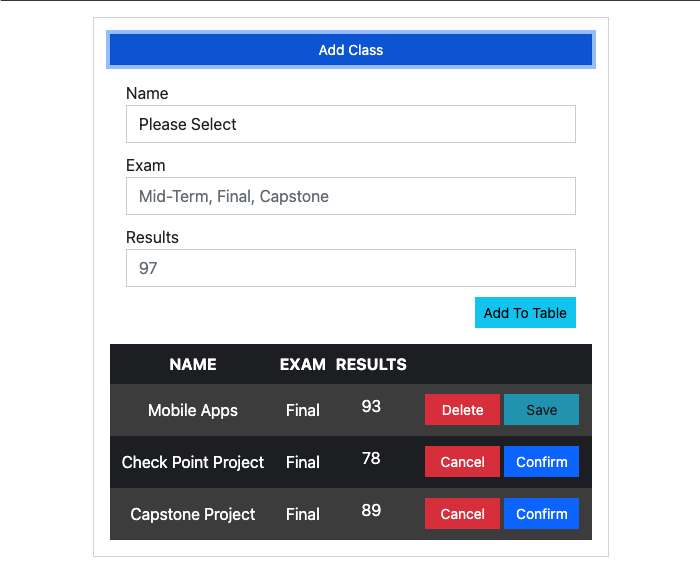 Add Class
Name
Please Select
Exam
Mid-Term, Final, Capstone
Results
97
Add To Table
NAME EXAM RESULTS
Mobile Apps Final 93 Delete Save
Check Point Project Final 78 Cancel Confirm
Capstone Project Final 89 Cancel Confirm